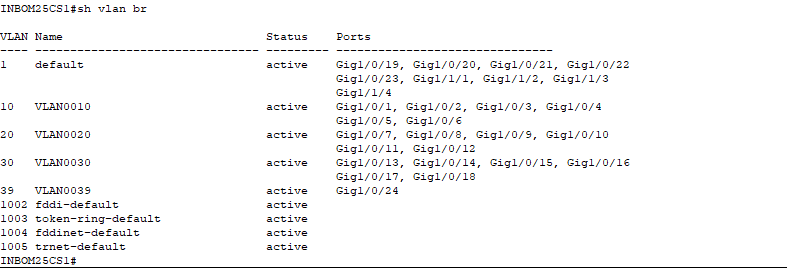 INBOM25CS1#sh vlan br
VLAN Name                             Status    Ports
---- -------------------------------- --------- -------------------------------
1    default                          active    Gig1/0/19, Gig1/0/20, Gig1/0/21, Gig1/0/22
                                                Gig1/0/23, Gig1/1/1, Gig1/1/2, Gig1/1/3
                                                Gig1/1/4
10   VLAN0010                         active    Gig1/0/1, Gig1/0/2, Gig1/0/3, Gig1/0/4
                                                Gig1/0/5, Gig1/0/6
20   VLAN0020                         active    Gig1/0/7, Gig1/0/8, Gig1/0/9, Gig1/0/10
                                                Gig1/0/11, Gig1/0/12
30   VLAN0030                         active    Gig1/0/13, Gig1/0/14, Gig1/0/15, Gig1/0/16
                                                Gig1/0/17, Gig1/0/18
39   VLAN0039                         active    Gig1/0/24
1002 fddi-default                     active
1003 token-ring-default               active
1004 fddinet-default                  active
1005 trnet-default                    active
INBOM25CS1#